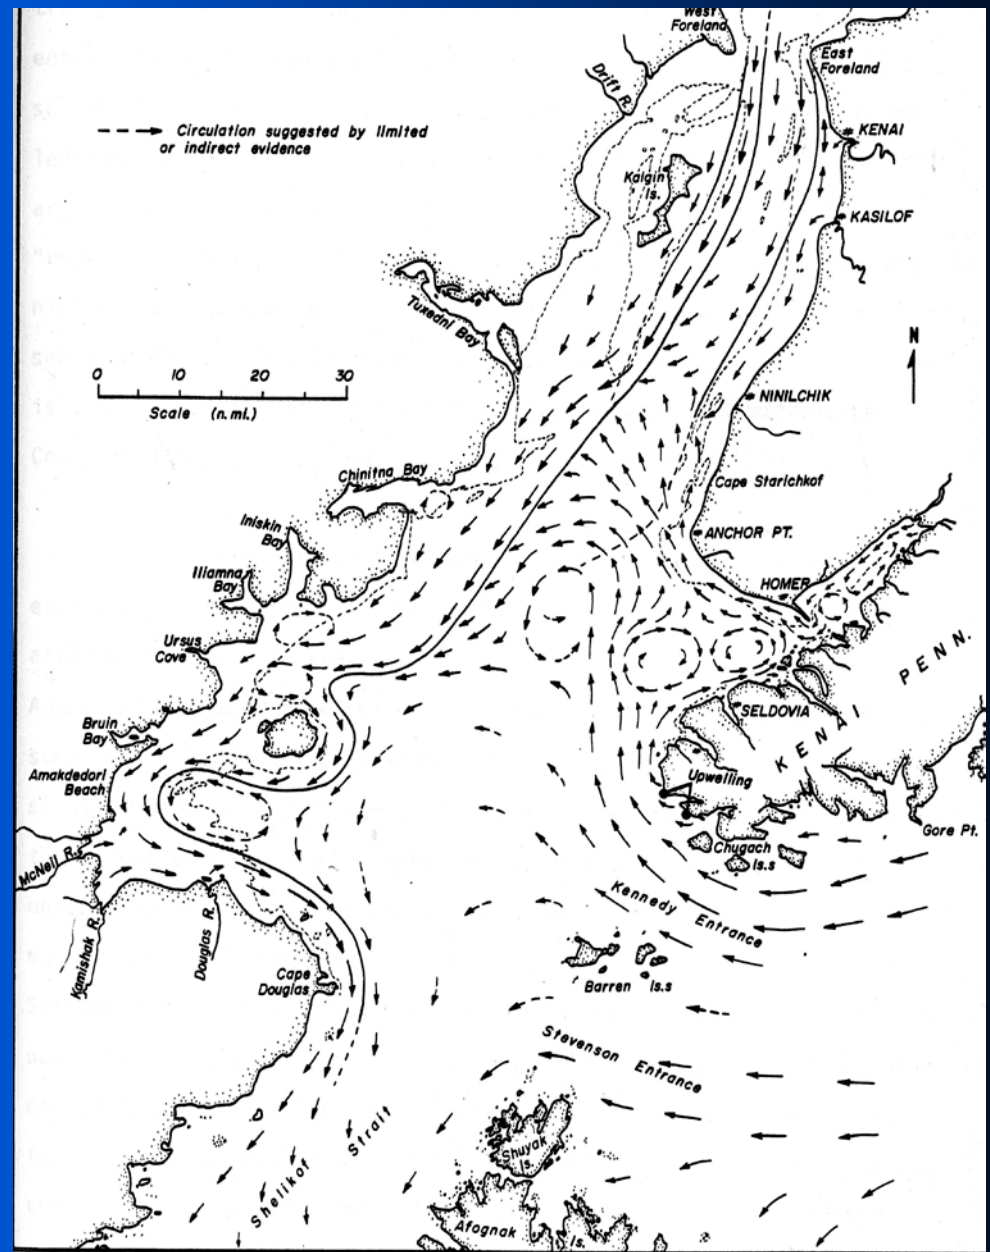 West
Foreland
East
Foreland
Drift R.
Circulation suggested by limited
or indirect evidence
KENAI
Kalgin
Is.
KASILOF
Tuxedni Bay
N
0 10 20 30
Scale (n. mi.)
NINILCHIK
Chinitna Bay
Cape Starichkof
Iniskin
Bay
ANCHOR PT.
Iliamna
Bay
HOMER
Ursus
Cove
KENAI PENN.
SELDOVIA
Bruin
Bay
Amakdedori
Beach
Upwelling
Gore Pt.
McNeil R.
Chugach
Is.s
Kennedy Entrance
Kamishak R.
Douglas R.
Cape
Douglas
Barren Is.s
Stevenson Entrance
Shelikof Strait
Shuyak
Is.
Afognak Is.